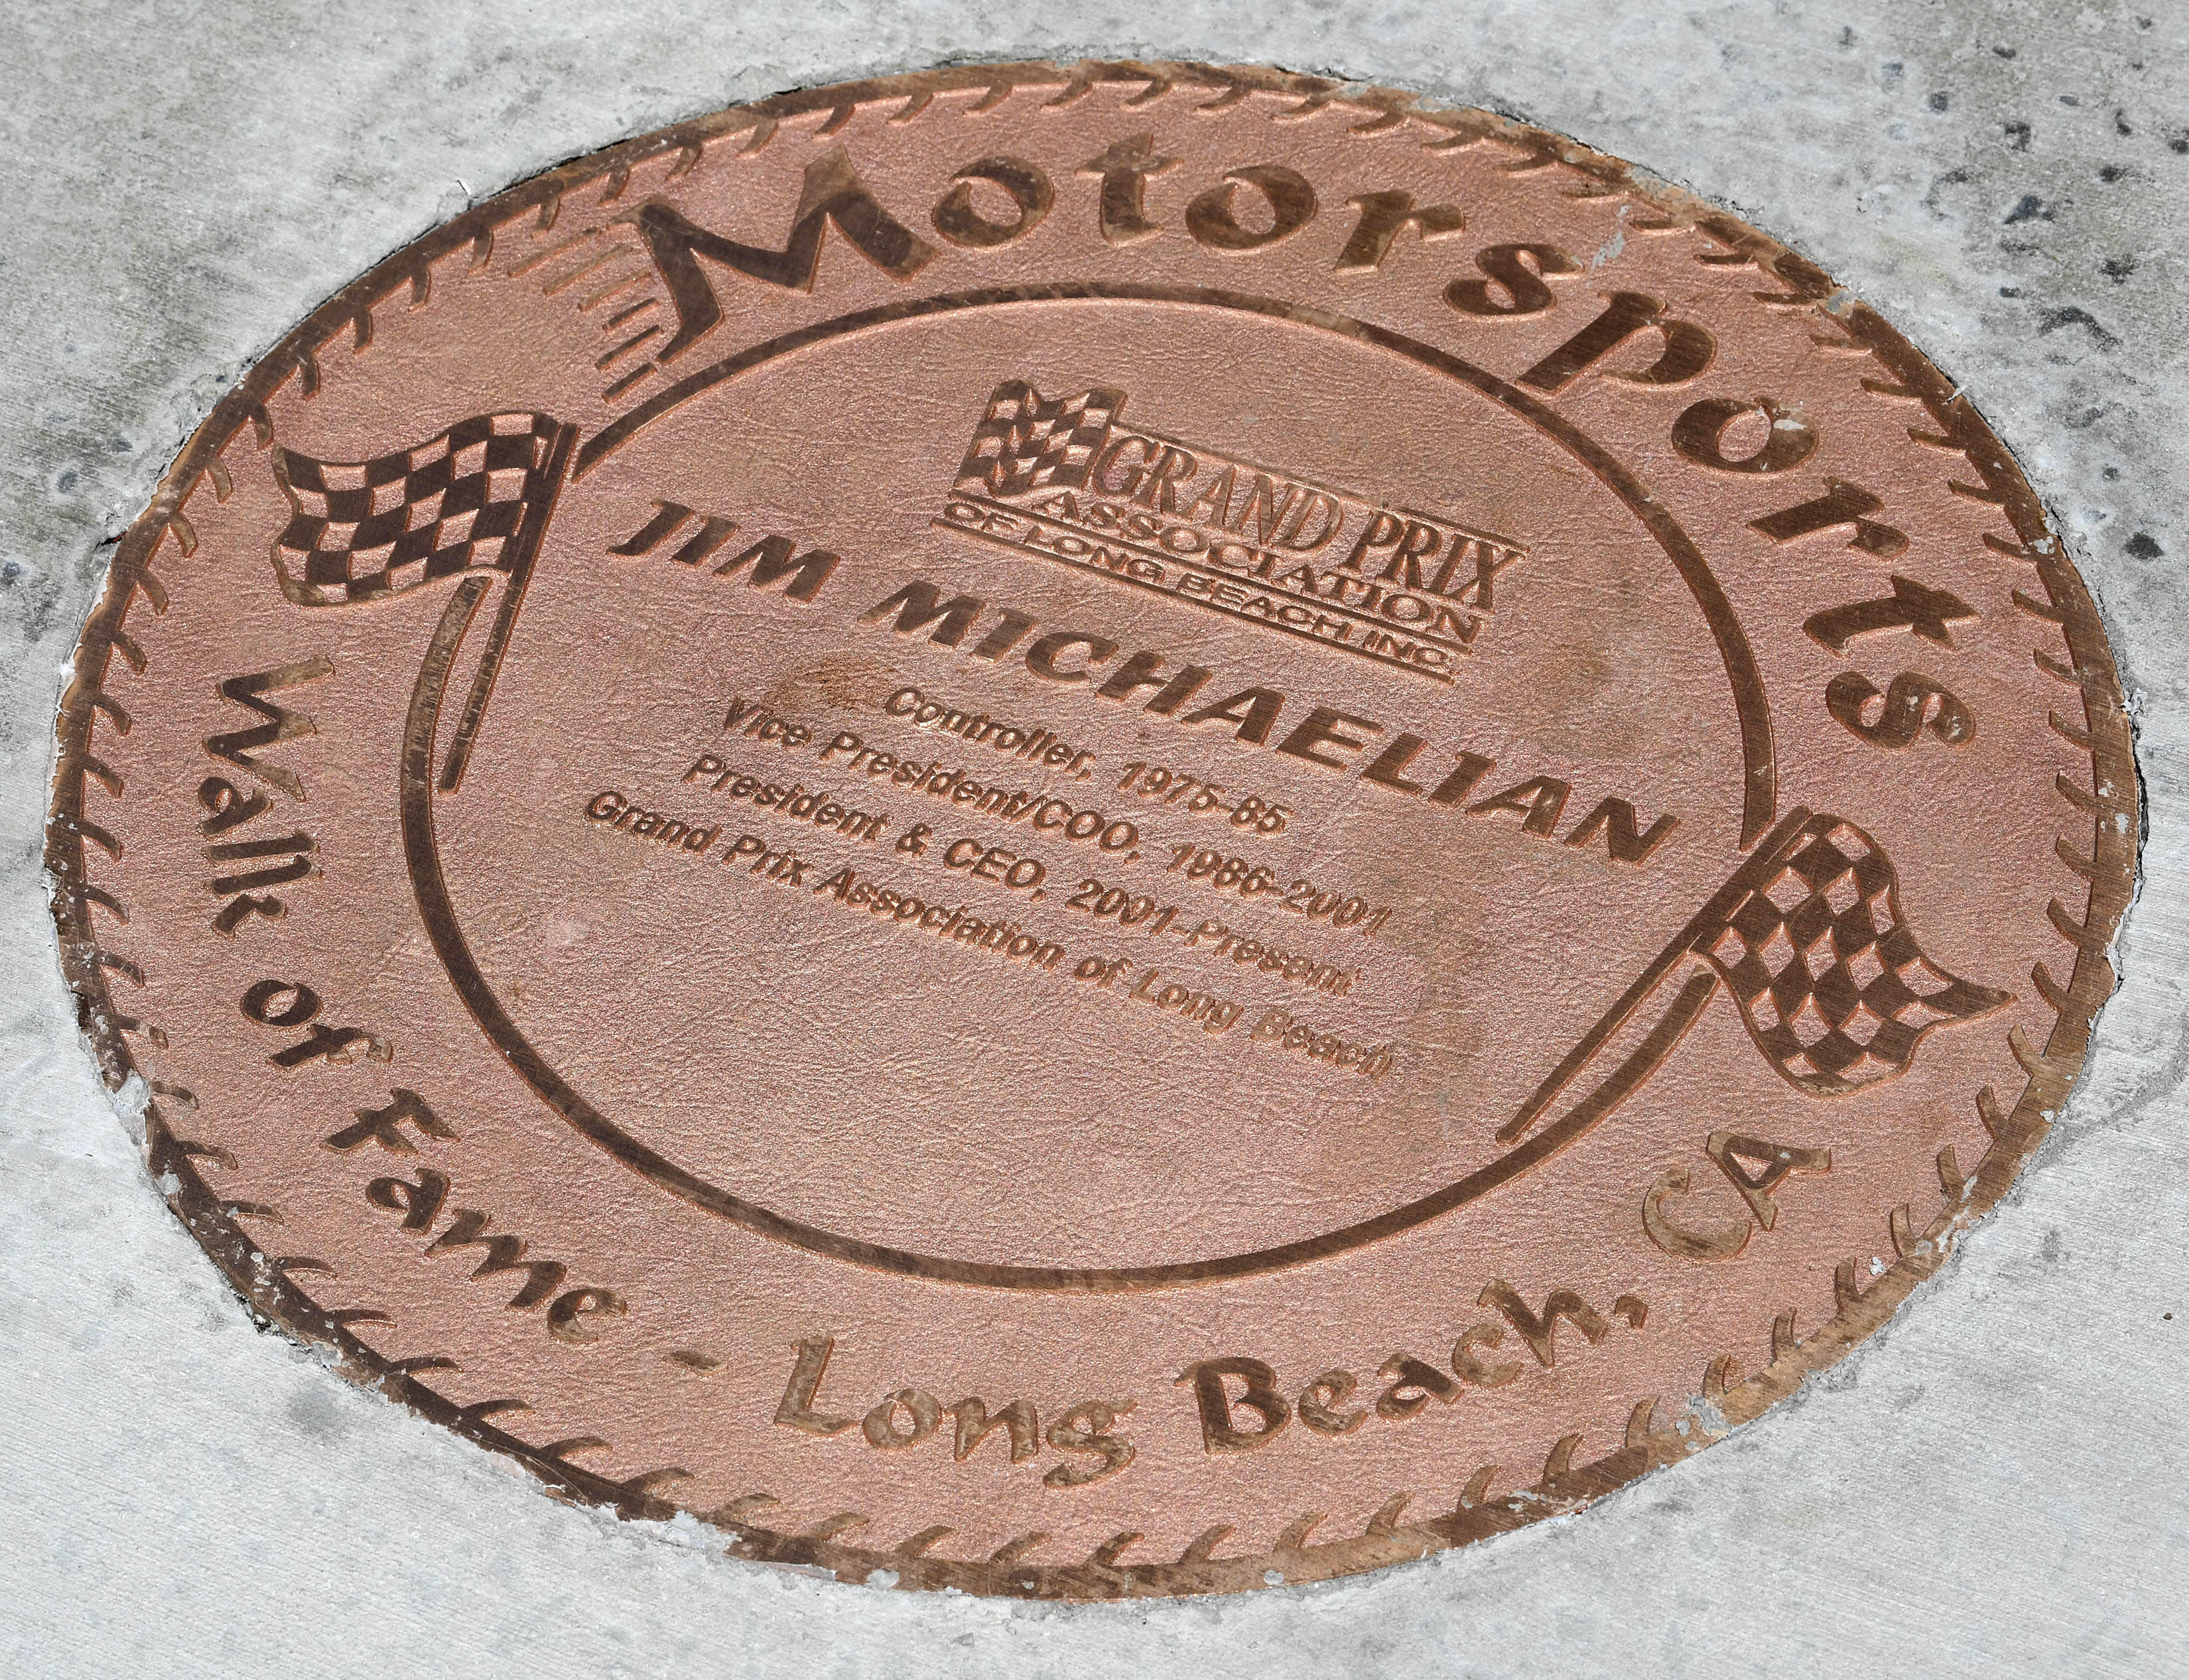 Motorsports
GRAND PRIX
ASSOCIATION
OF LONG BEACH, INC.
JIM MICHAELIAN
Controller, 1975-85
Vice President/COO, 1986-2001
President & CEO, 2001-Present
Grand Prix Association of Long Beach
Walk of Fame - Long Beach, CA